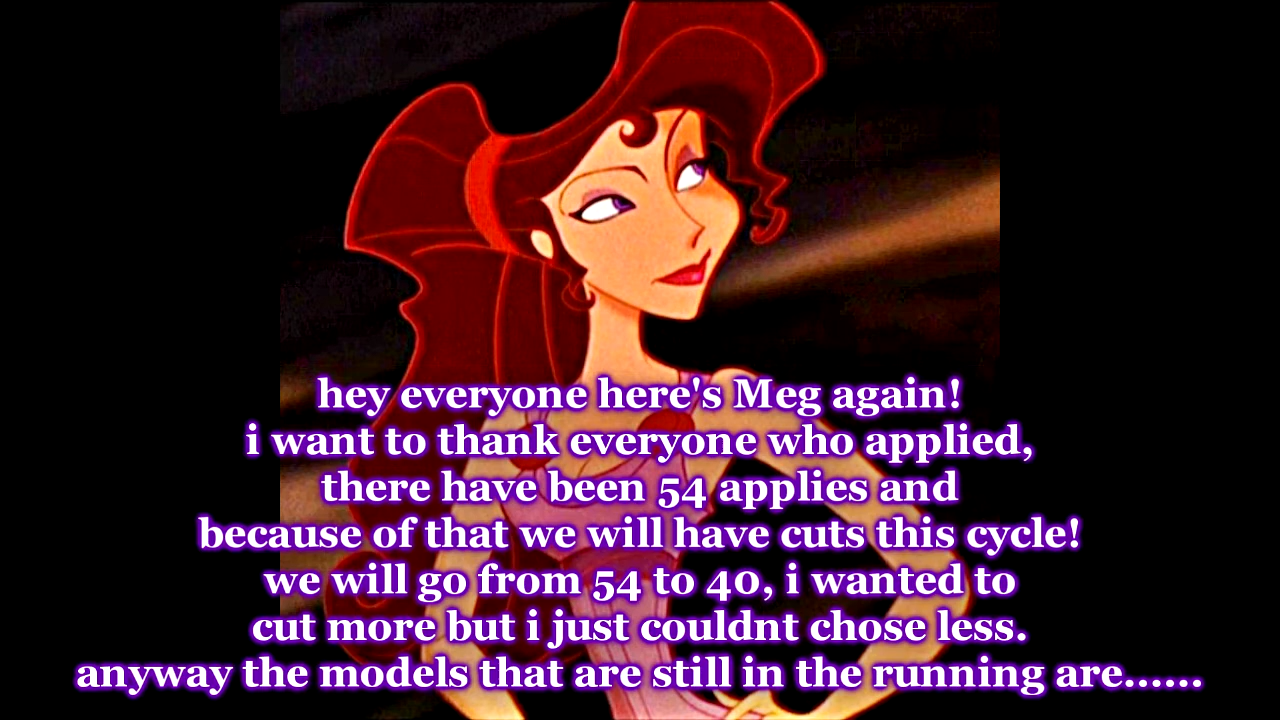 hey everyone here's Meg again!
i want to thank everyone who applied,
there have been 54 applies and
because of that we will have cuts this cycle!
we will go from 54 to 40, i wanted to
cut more but i just couldnt chose less.
anyway the models that are still in the running are......